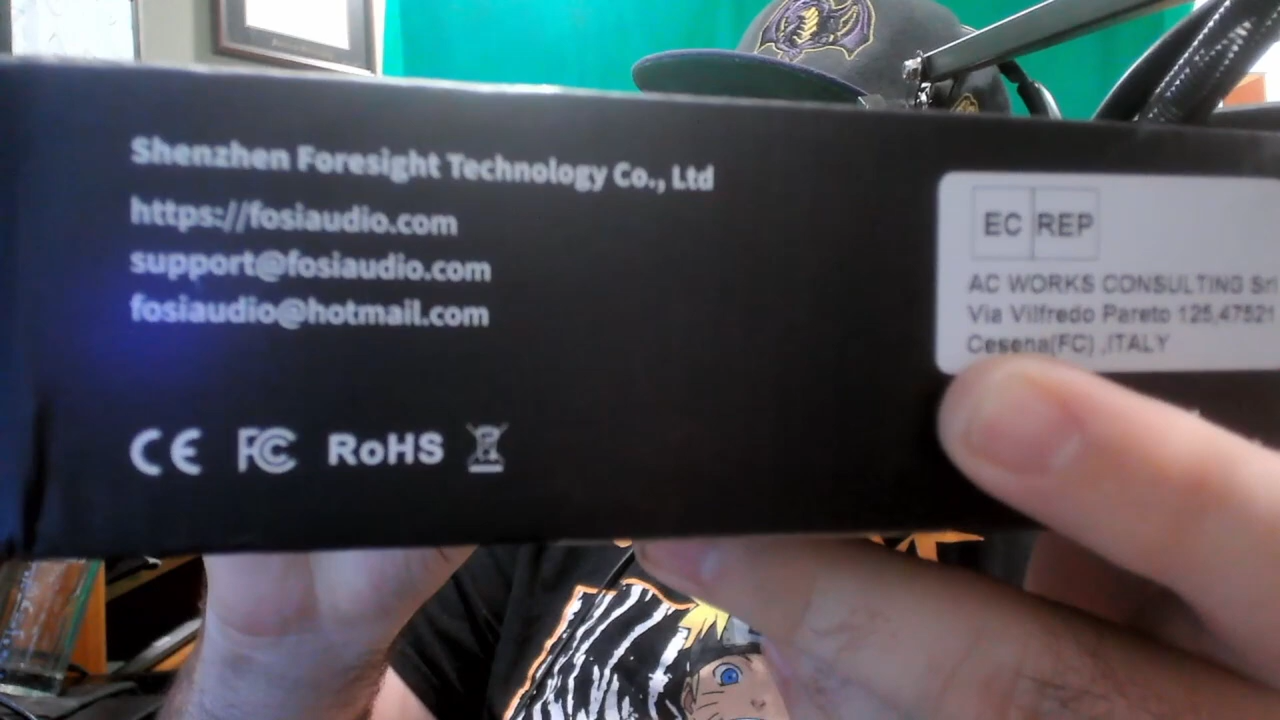 Shenzhen Foresight Technology Co., Ltd
https://fosiaudio.com
support@fosiaudio.com
fosiaudio@hotmail.com
CE FC RoHS
EC REP
AC WORKS CONSULTING Srl
Via Vilfredo Pareto 125,47521
Cesena(FC) ,ITALY